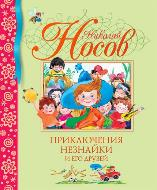 Николай
Носов
ПРИКЛЮЧЕНИЯ
НЕЗНАЙКИ
И ЕГО ДРУЗЕЙ